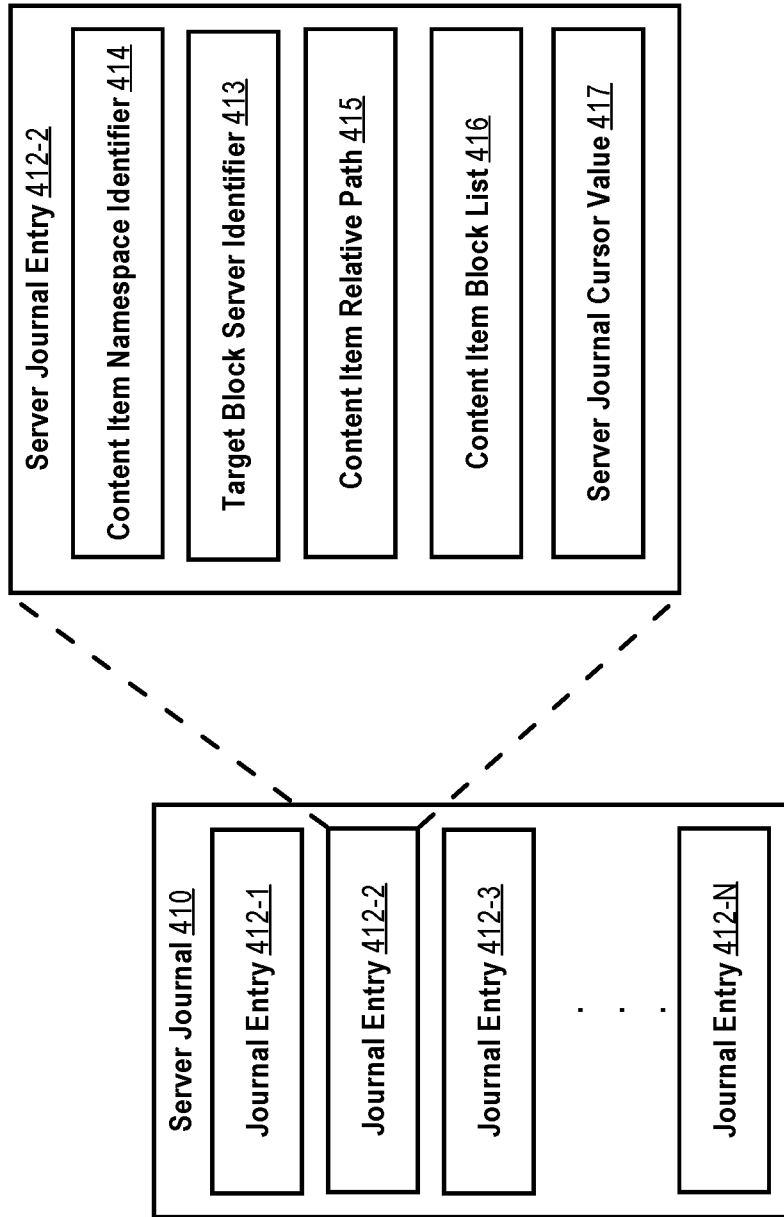 Server Journal 410
Journal Entry 412-1
Journal Entry 412-2
Journal Entry 412-3
. . .
Journal Entry 412-N
Server Journal Entry 412-2
Content Item Namespace Identifier 414
Target Block Server Identifier 413
Content Item Relative Path 415
Content Item Block List 416
Server Journal Cursor Value 417